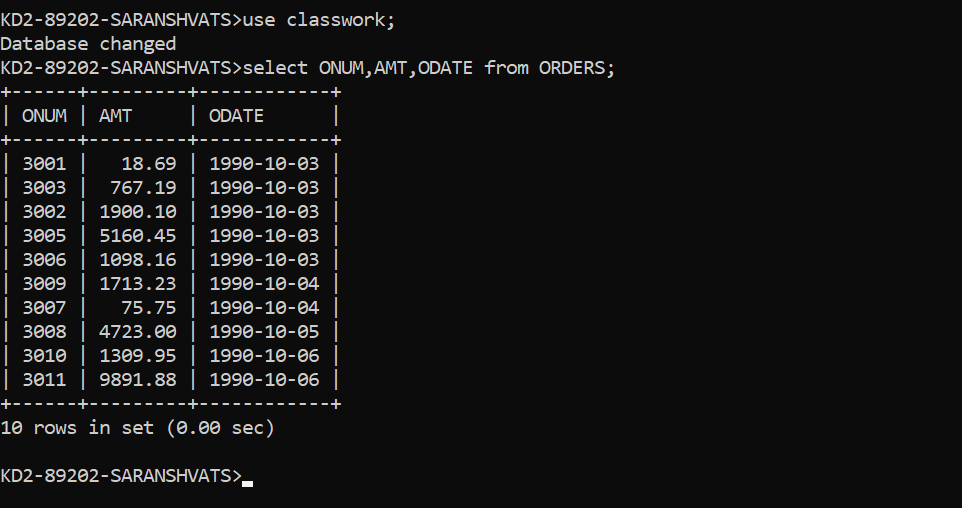 KD2-89202-SARANSHVATS>use classwork;
Database changed
KD2-89202-SARANSHVATS>select ONUM,AMT,ODATE from ORDERS;
+------+---------+------------+
| ONUM | AMT     | ODATE      |
+------+---------+------------+
| 3001 |   18.69 | 1990-10-03 |
| 3003 |  767.19 | 1990-10-03 |
| 3002 | 1900.10 | 1990-10-03 |
| 3005 | 5160.45 | 1990-10-03 |
| 3006 | 1098.16 | 1990-10-03 |
| 3009 | 1713.23 | 1990-10-04 |
| 3007 |   75.75 | 1990-10-04 |
| 3008 | 4723.00 | 1990-10-05 |
| 3010 | 1309.95 | 1990-10-06 |
| 3011 | 9891.88 | 1990-10-06 |
+------+---------+------------+
10 rows in set (0.00 sec)
KD2-89202-SARANSHVATS>